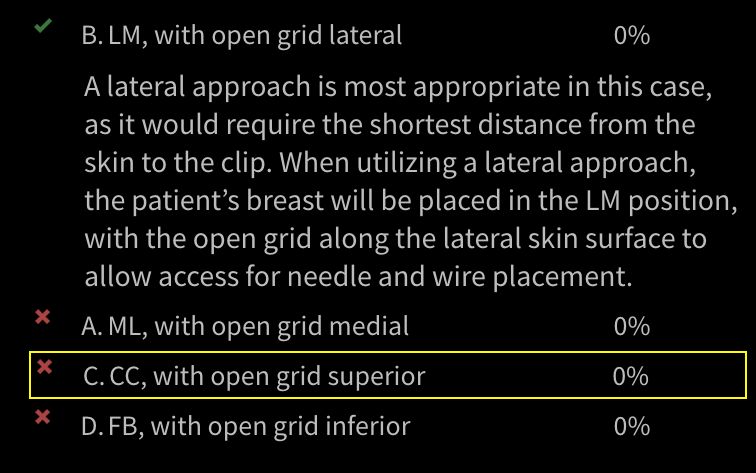 B. LM, with open grid lateral 0%
A lateral approach is most appropriate in this case,
as it would require the shortest distance from the
skin to the clip. When utilizing a lateral approach,
the patient’s breast will be placed in the LM position,
with the open grid along the lateral skin surface to
allow access for needle and wire placement.
A. ML, with open grid medial 0%
C. CC, with open grid superior 0%
D. FB, with open grid inferior 0%